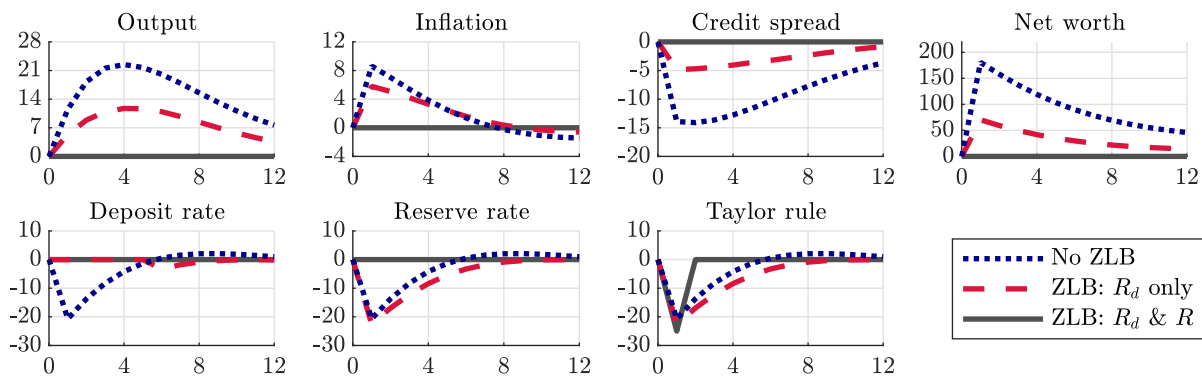 Output
28
21
14
7
0
0 4 8 12
Inflation
12
8
4
0
-4
0 4 8 12
Credit spread
0
-5
-10
-15
-20
0 4 8 12
Net worth
200
150
100
50
0
0 4 8 12
Deposit rate
10
0
-10
-20
-30
0 4 8 12
Reserve rate
10
0
-10
-20
-30
0 4 8 12
Taylor rule
10
0
-10
-20
-30
0 4 8 12
No ZLB
ZLB: R_d only
ZLB: R_d & R